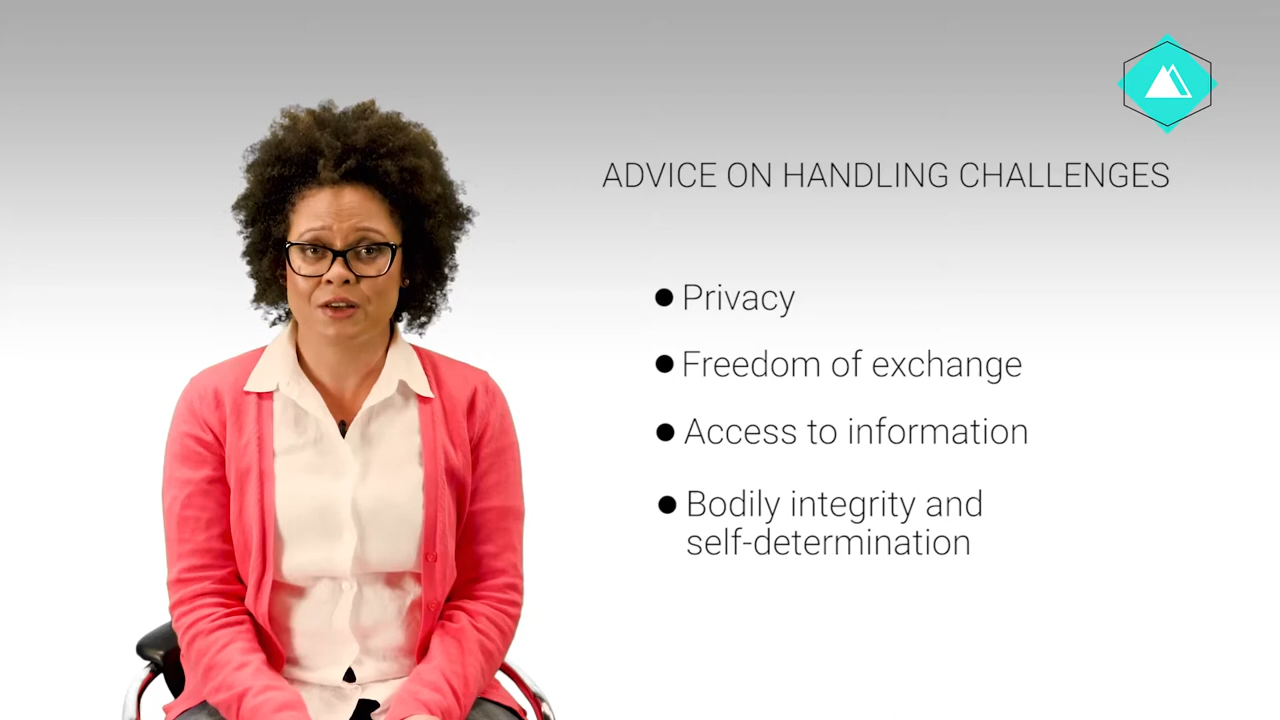 ADVICE ON HANDLING CHALLENGES
● Privacy
● Freedom of exchange
● Access to information
● Bodily integrity and
self-determination